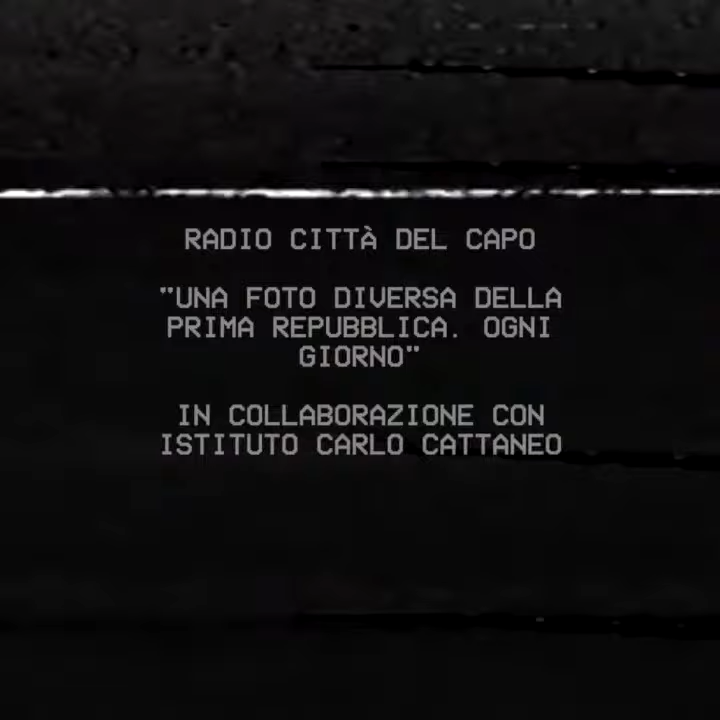 RADIO CITTÀ DEL CAPO
"UNA FOTO DIVERSA DELLA
PRIMA REPUBBLICA. OGNI
GIORNO"
IN COLLABORAZIONE CON
ISTITUTO CARLO CATTANEO